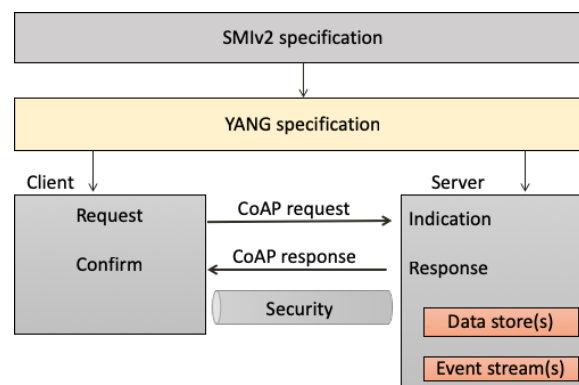 SMIv2 specification
YANG specification
Client
Server
Request
CoAP request
Indication
Confirm
CoAP response
Response
Security
Data store(s)
Event stream(s)